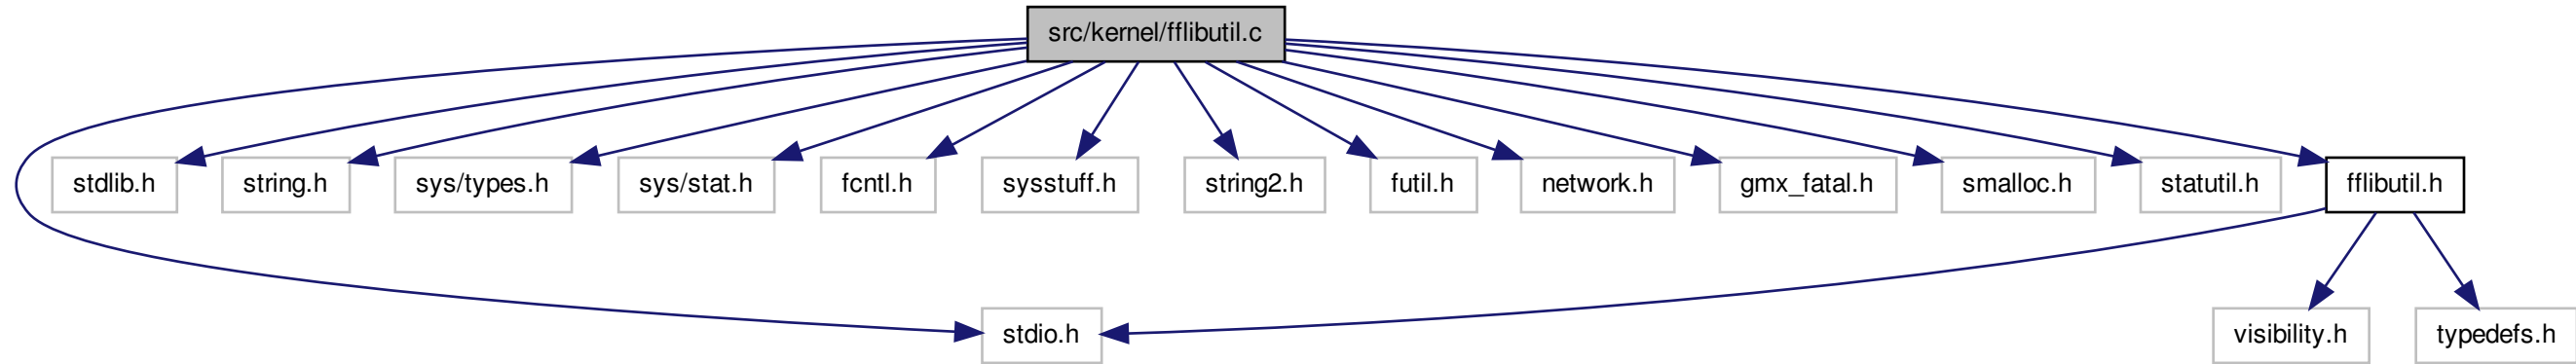 src/kernel/fflibutil.c
stdlib.h
string.h
sys/types.h
sys/stat.h
fcntl.h
sysstuff.h
string2.h
futil.h
network.h
gmx_fatal.h
smalloc.h
statutil.h
fflibutil.h
stdio.h
visibility.h
typedefs.h